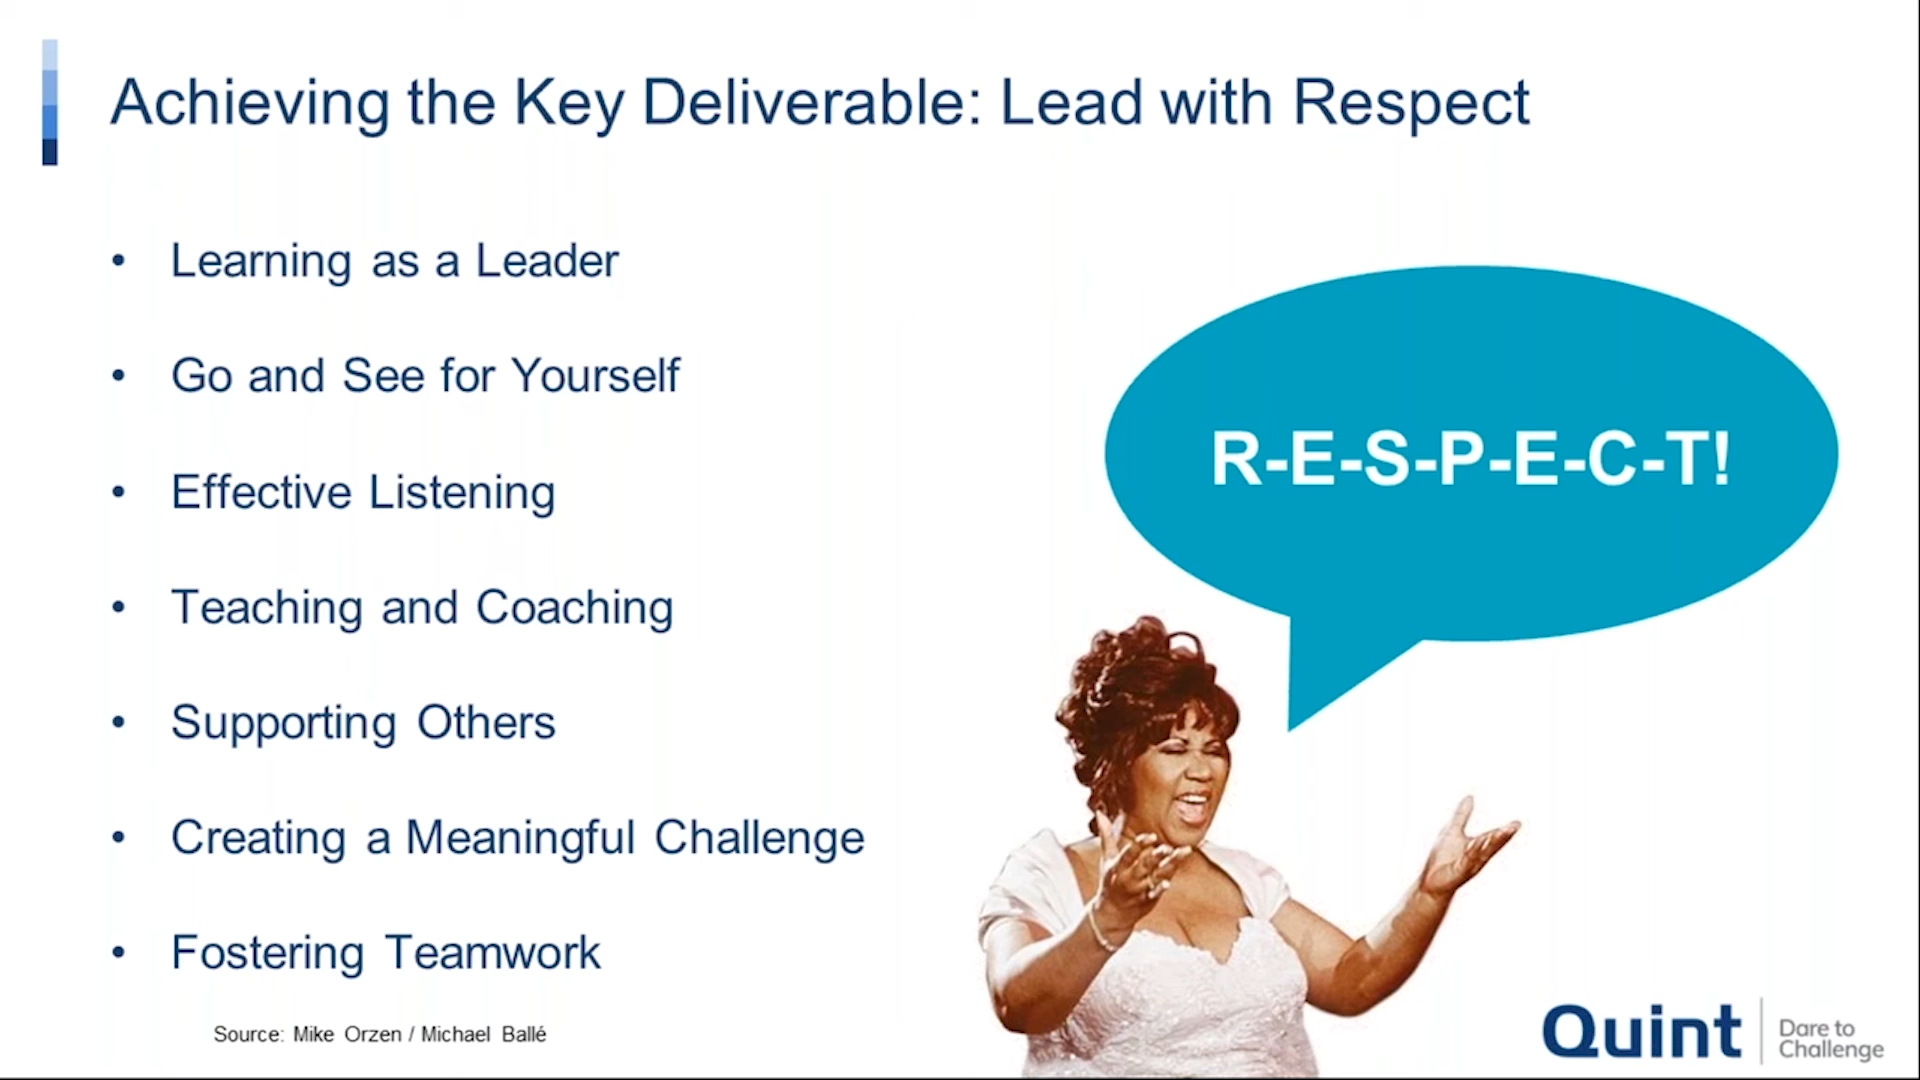 Achieving the Key Deliverable: Lead with Respect
• Learning as a Leader
• Go and See for Yourself
• Effective Listening
• Teaching and Coaching
• Supporting Others
• Creating a Meaningful Challenge
• Fostering Teamwork
Source: Mike Orzen / Michael Ballé
R-E-S-P-E-C-T!
Quint
Dare to
Challenge